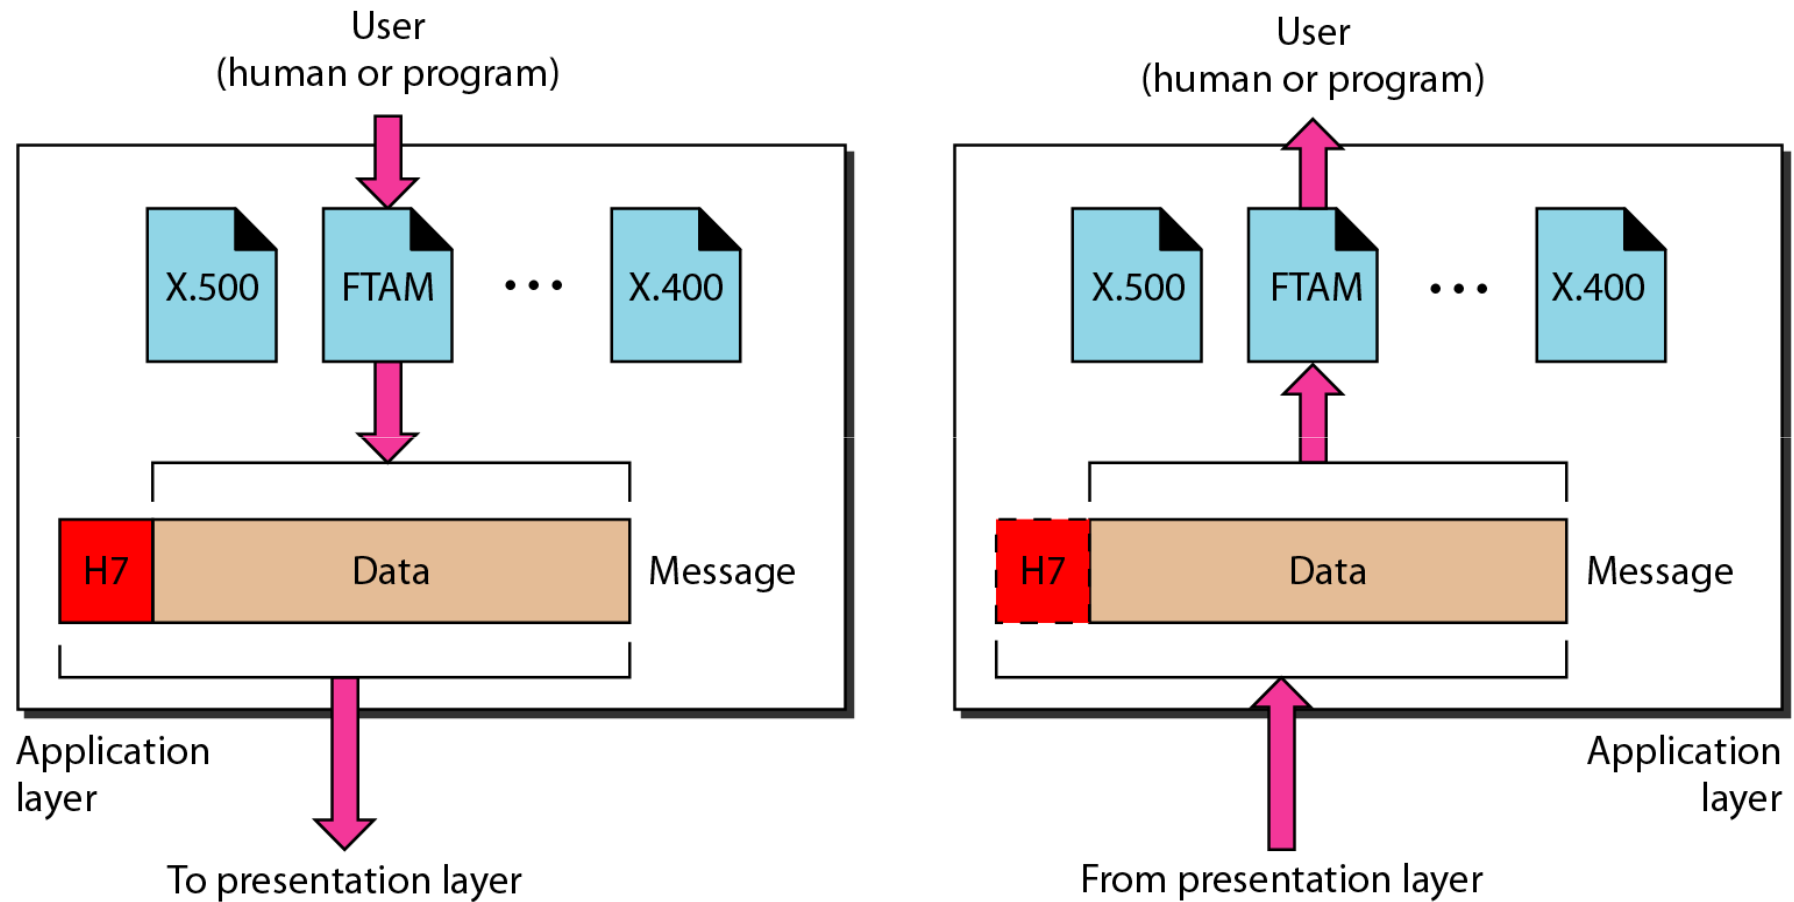 User
(human or program)
X.500
FTAM
...
X.400
H7
Data
Message
Application
layer
To presentation layer
User
(human or program)
X.500
FTAM
...
X.400
H7
Data
Message
Application
layer
From presentation layer